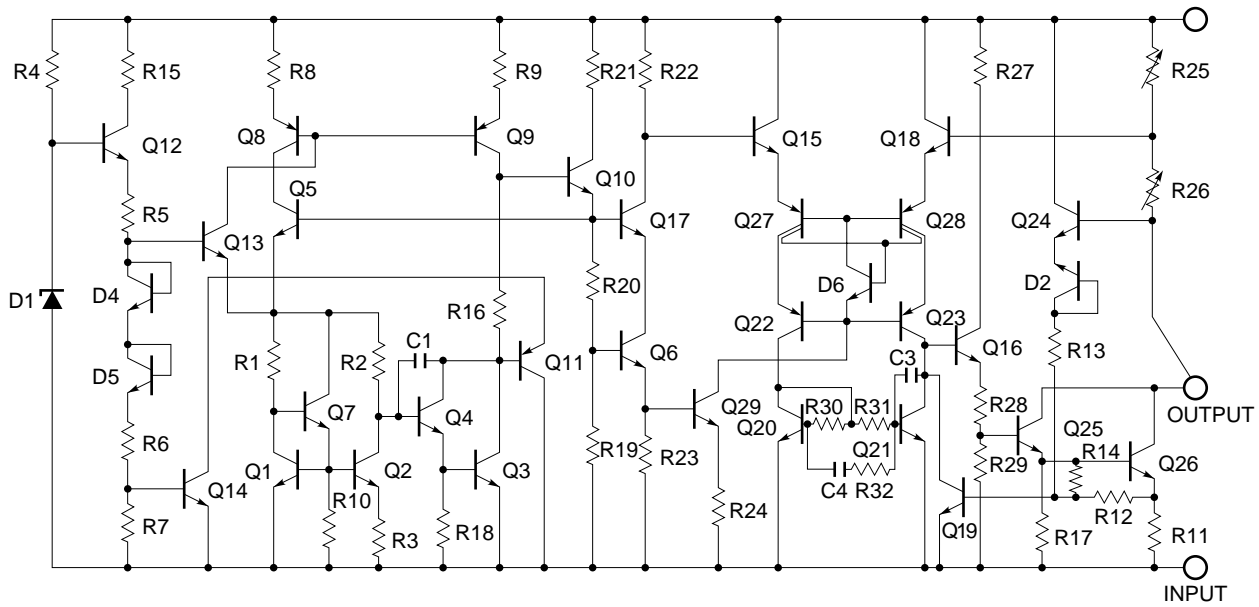 R4
R15
R8
R9
R21
R22
R27
R25
Q12
Q8
Q9
Q15
Q18
Q10
R26
R5
Q5
Q17
Q27
Q28
Q24
Q13
D4
D1
R20
D6
D2
R16
Q22
Q23
C1
D5
R1
R2
Q11
Q6
C3
Q16
R13
Q7
Q4
Q29
R30
R31
R28
OUTPUT
Q20
Q21
Q25
R6
R19
R14
Q1
Q2
Q3
R23
C4
R32
R29
Q26
Q14
R10
R24
R12
R7
R3
R18
Q19
R17
R11
INPUT